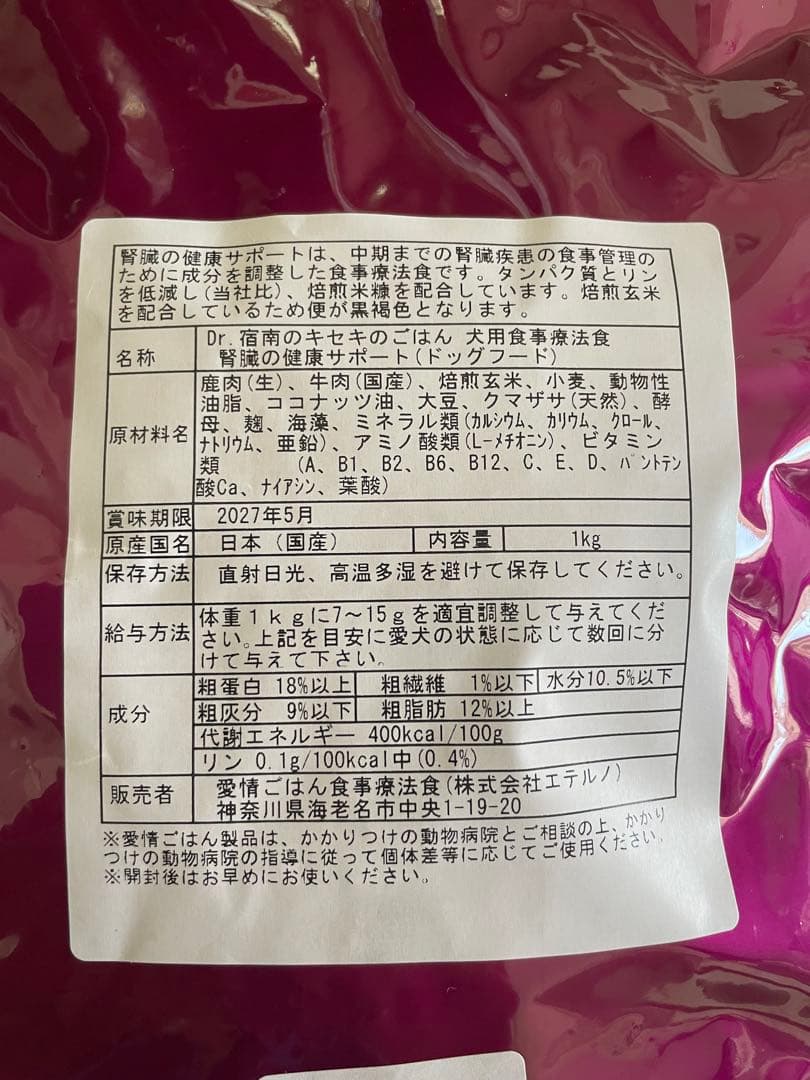 腎臓の健康サポートは、中期までの腎臓疾患の食事管理の
ために成分を調整した食事療法食です。タンパク質とリン
を低減し(当社比)、焙煎米糠を配合しています。焙煎玄米
を配合しているため便が黒褐色となります。
名称 Dr.宿南のキセキのごはん 犬用食事療法食
腎臓の健康サポート(ドッグフード)
原材料名 鹿肉(生)、牛肉(国産)、焙煎玄米、小麦、動物性
油脂、ココナッツ油、大豆、クマザサ(天然)、酵
母、麹、海藻、ミネラル類(カルシウム、カリウム、クロール、
ナトリウム、亜鉛)、アミノ酸類(L-メチオニン)、ビタミン
類 (A、B1、B2、B6、B12、C、E、D、パントテン
酸Ca、ナイアシン、葉酸)
賞味期限 2027年5月
原産国名 日本(国産) 内容量 1kg
保存方法 直射日光、高温多湿を避けて保存してください。
給与方法 体重1kgに7〜15gを適宜調整して与えてくだ
さい。上記を目安に愛犬の状態に応じて数回に分
けて与えて下さい。
成分 粗蛋白 18%以上 粗繊維 1%以下 水分10.5%以下
粗灰分 9%以下 粗脂肪 12%以上
代謝エネルギー 400kcal/100g
リン 0.1g/100kcal中(0.4%)
販売者 愛情ごはん食事療法食(株式会社エテルノ)
神奈川県海老名市中央1-19-20
※愛情ごはん製品は、かかりつけの動物病院とご相談の上、かかり
つけの動物病院の指導に従って個体差等に応じてご使用ください。
※開封後はお早めにお使いください。